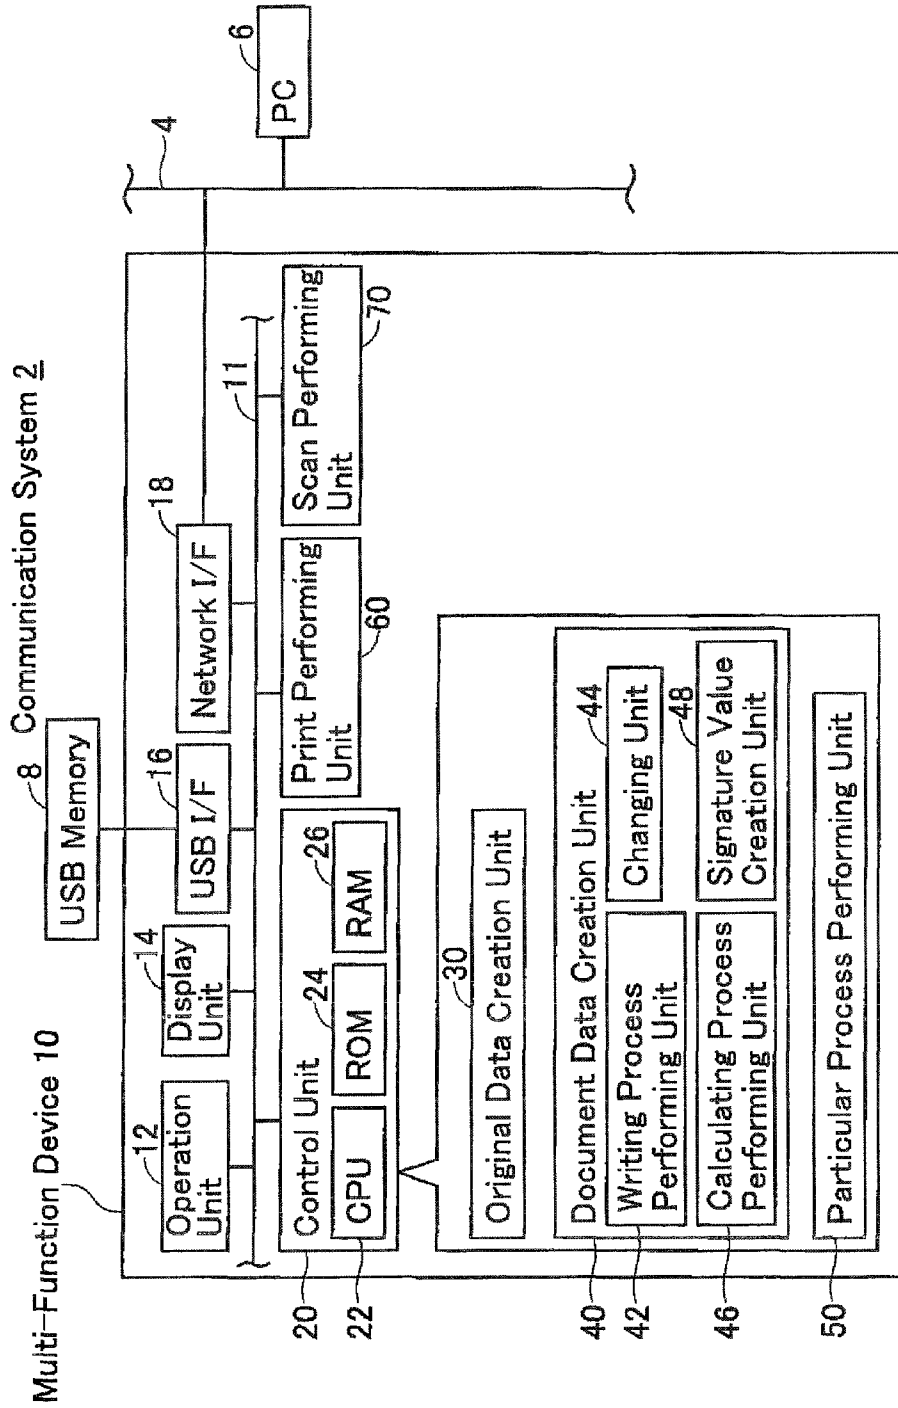 Communication System 2
Multi-Function Device 10
8
USB Memory
4
6
PC
12
Operation
Unit
14
Display
Unit
16
USB I/F
18
Network I/F
11
20
Control Unit
22
CPU
24
ROM
26
RAM
Print Performing
Unit
60
Scan Performing
Unit
70
30
Original Data Creation Unit
40
Document Data Creation Unit
42
Writing Process
Performing Unit
44
Changing Unit
46
Calculating Process
Performing Unit
48
Signature Value
Creation Unit
50
Particular Process Performing Unit